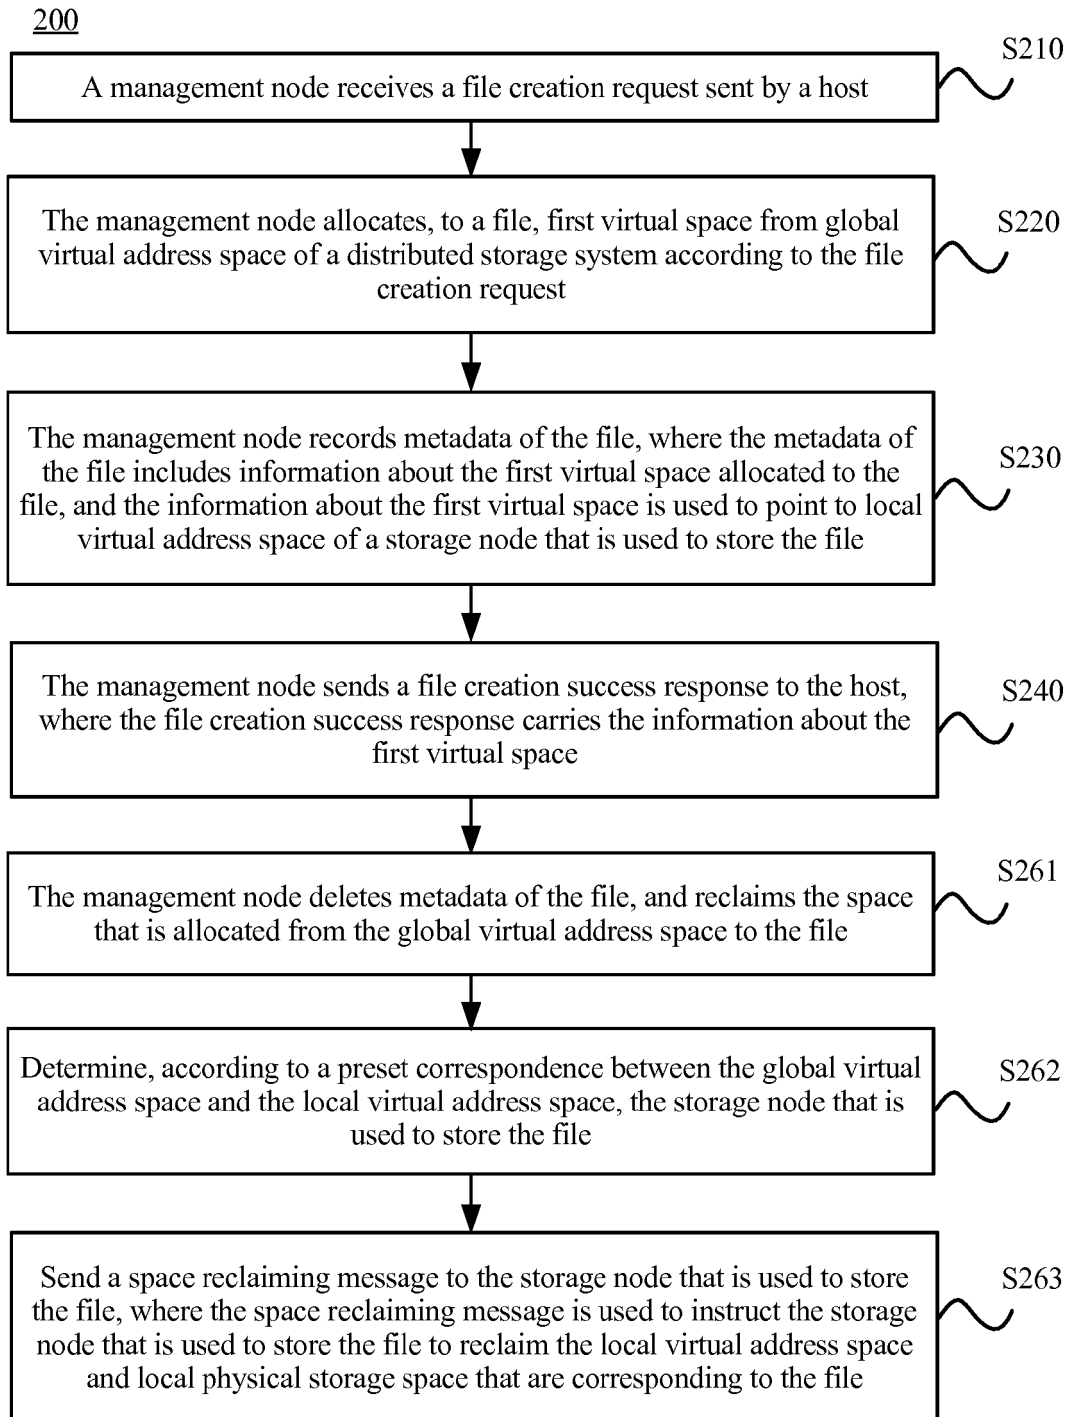 200
S210
A management node receives a file creation request sent by a host
S220
The management node allocates, to a file, first virtual space from global
virtual address space of a distributed storage system according to the file
creation request
S230
The management node records metadata of the file, where the metadata of
the file includes information about the first virtual space allocated to the
file, and the information about the first virtual space is used to point to local
virtual address space of a storage node that is used to store the file
S240
The management node sends a file creation success response to the host,
where the file creation success response carries the information about the
first virtual space
S261
The management node deletes metadata of the file, and reclaims the space
that is allocated from the global virtual address space to the file
S262
Determine, according to a preset correspondence between the global virtual
address space and the local virtual address space, the storage node that is
used to store the file
S263
Send a space reclaiming message to the storage node that is used to store
the file, where the space reclaiming message is used to instruct the storage
node that is used to store the file to reclaim the local virtual address space
and local physical storage space that are corresponding to the file